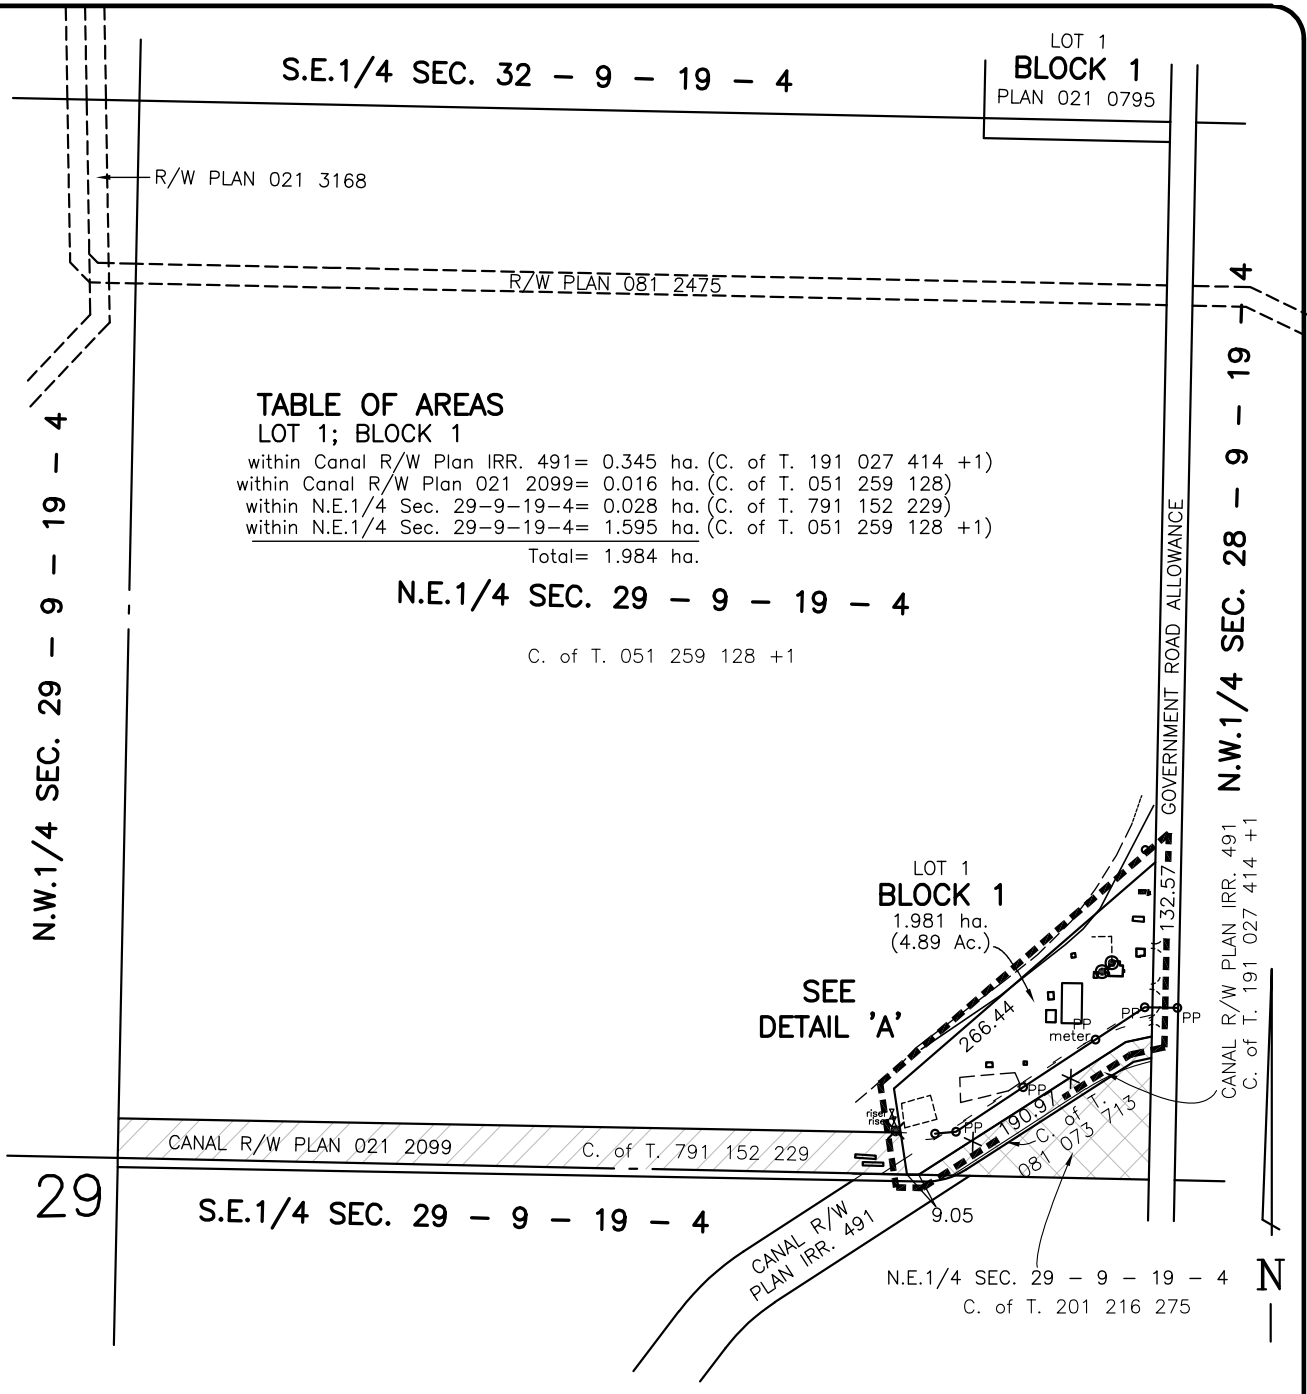 LOT 1
BLOCK 1
PLAN 021 0795
S.E.1/4 SEC. 32 - 9 - 19 - 4
R/W PLAN 021 3168
R/W PLAN 081 2475
TABLE OF AREAS
LOT 1; BLOCK 1
within Canal R/W Plan IRR. 491= 0.345 ha. (C. of T. 191 027 414 +1)
within Canal R/W Plan 021 2099= 0.016 ha. (C. of T. 051 259 128)
within N.E.1/4 Sec. 29-9-19-4= 0.028 ha. (C. of T. 791 152 229)
within N.E.1/4 Sec. 29-9-19-4= 1.595 ha. (C. of T. 051 259 128 +1)
Total= 1.984 ha.
N.E.1/4 SEC. 29 - 9 - 19 - 4
C. of T. 051 259 128 +1
N.W.1/4 SEC. 29 - 9 - 19 - 4
GOVERNMENT ROAD ALLOWANCE
N.W.1/4 SEC. 28 - 9 - 19 - 4
CANAL R/W PLAN IRR. 491
C. of T. 191 027 414 +1
LOT 1
BLOCK 1
1.981 ha.
(4.89 Ac.)
SEE
DETAIL 'A'
132.57
266.44
PP
PP
PP
meter
PP
PP
riser
riser
190.97
C. of T.
081 073 713
CANAL R/W PLAN 021 2099
C. of T. 791 152 229
29
S.E.1/4 SEC. 29 - 9 - 19 - 4
CANAL R/W
PLAN IRR. 491
9.05
N.E.1/4 SEC. 29 - 9 - 19 - 4
C. of T. 201 216 275
N